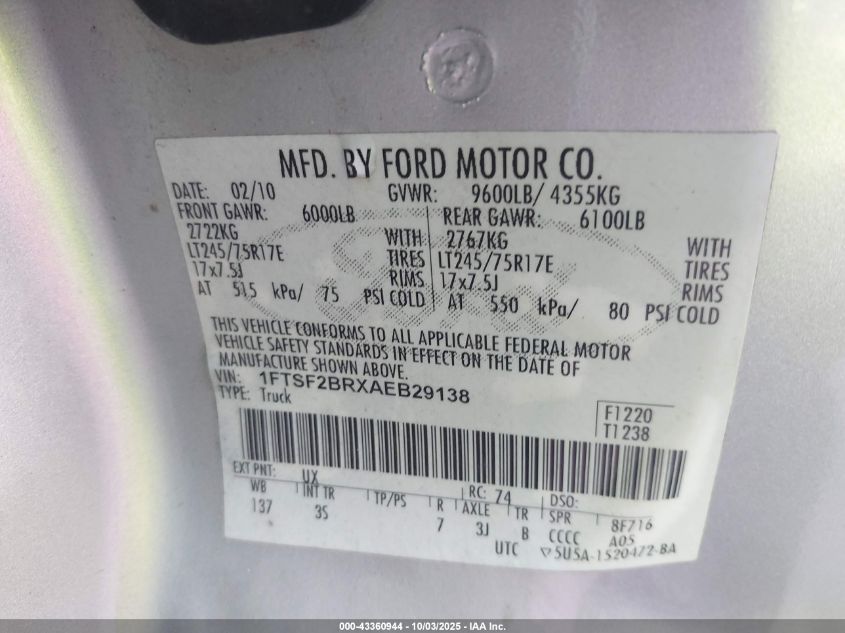 MFD. BY FORD MOTOR CO.
DATE: 02/10 GVWR: 9600LB/ 4355KG
FRONT GAWR: 6000LB REAR GAWR: 6100LB
2722KG WITH 2767KG WITH
LT245/75R17E TIRES LT245/75R17E TIRES
17x7.5J RIMS 17x7.5J RIMS
AT 515 kPa/ 75 PSI COLD AT 550 kPa/ 80 PSI COLD
THIS VEHICLE CONFORMS TO ALL APPLICABLE FEDERAL MOTOR
VEHICLE SAFETY STANDARDS IN EFFECT ON THE DATE OF
MANUFACTURE SHOWN ABOVE.
VIN: 1FTSF2BRXAEB29138
TYPE: Truck
F1220
T1238
EXT PNT: UX RC: 74 DSO:
WB INT TR TP/PS R AXLE TR SPR 8F716
137 3S 7 3J B CCCC A05
UTC ▽5U5A-1520472-BA
000-43360944 - 10/03/2025 - IAA Inc.